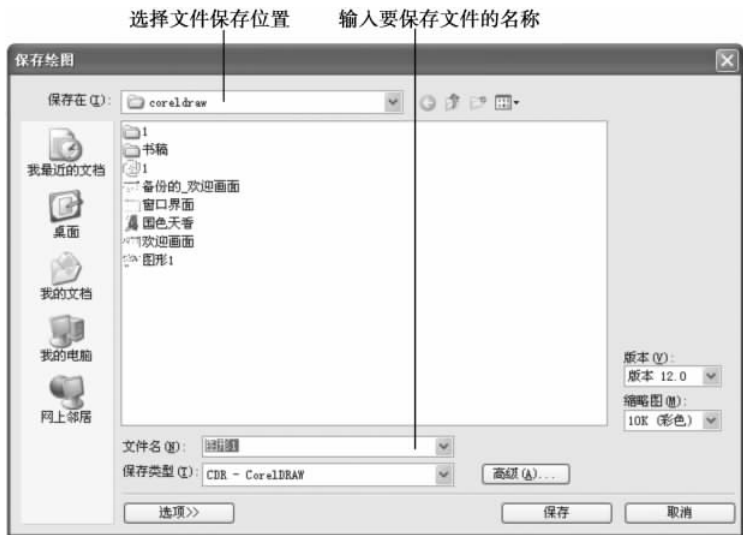 选择文件保存位置
输入要保存文件的名称
保存绘图
保存在(I):
coreldraw
我最近的文档
桌面
我的文档
我的电脑
网上邻居
1
书稿
1
备份的_欢迎画面
窗口界面
国色天香
欢迎画面
图形1
版本(V):
版本 12.0
缩略图(M):
10K (彩色)
文件名(N):
保存类型(T):
CDR - CorelDRAW
高级(A)...
选项>>
保存
取消